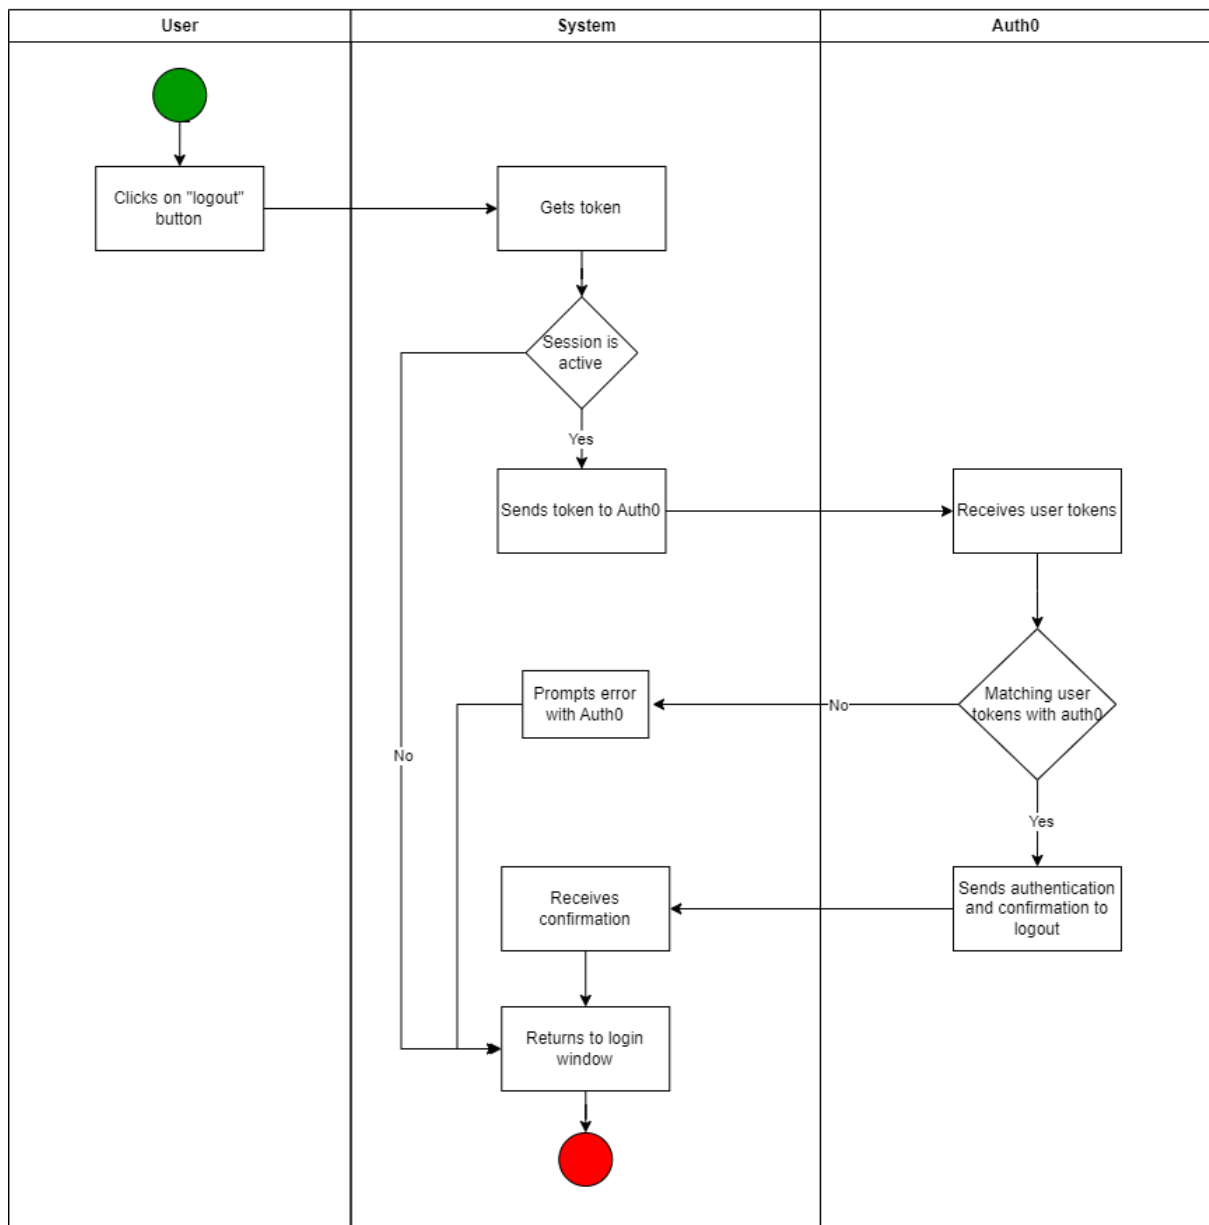 User
System
Auth0
Clicks on "logout"
button
Gets token
Session is
active
Yes
Sends token to Auth0
Receives user tokens
Prompts error
with Auth0
No
Matching user
tokens with auth0
No
Yes
Receives
confirmation
Sends authentication
and confirmation to
logout
Returns to login
window